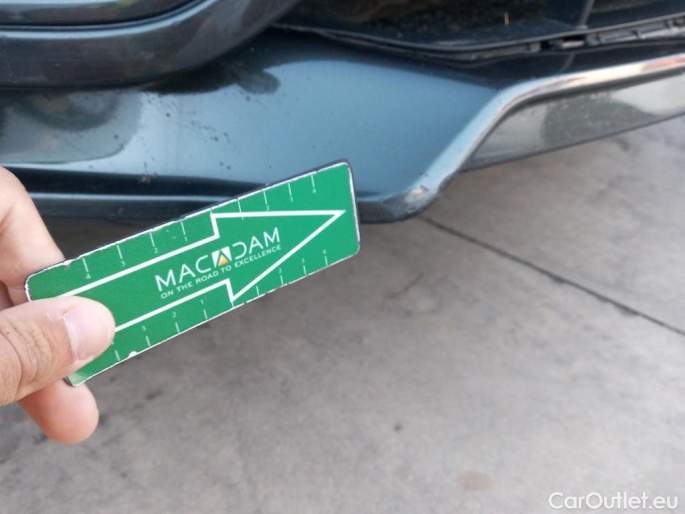 MACADAM
ON THE ROAD TO EXCELLENCE
CarOutlet.eu